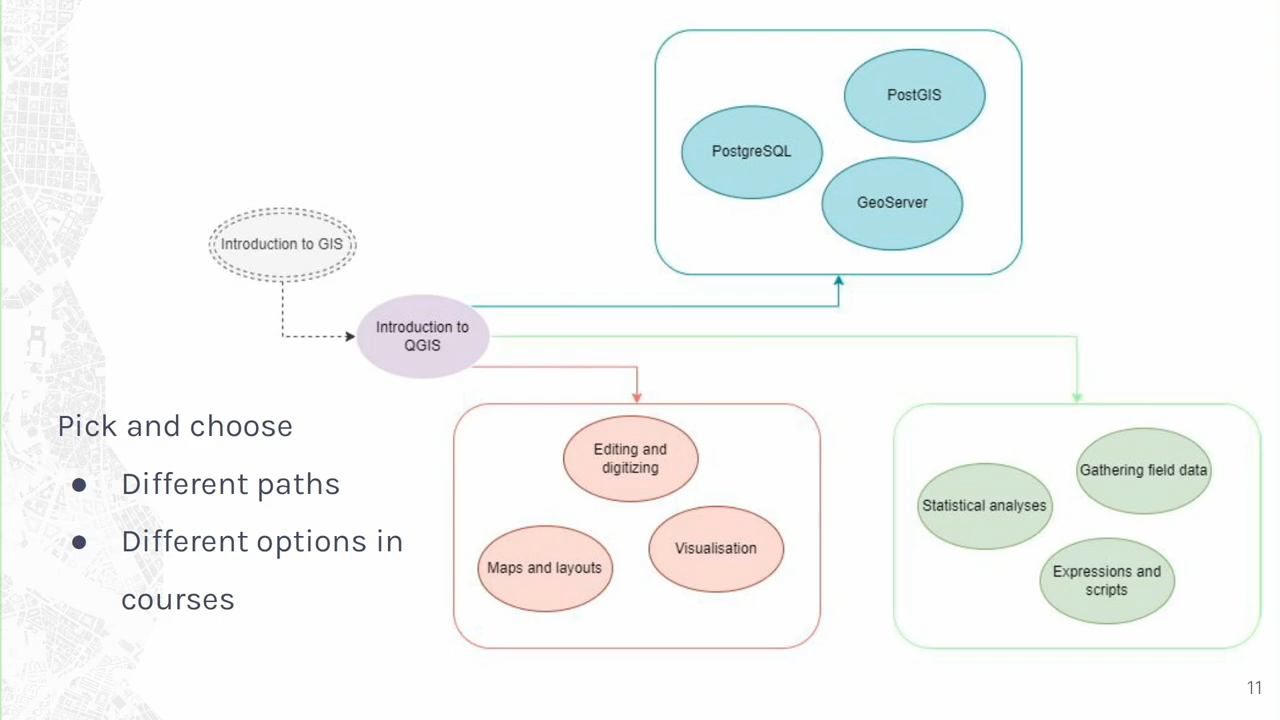 PostGIS
PostgreSQL
GeoServer
Introduction to GIS
Introduction to
QGIS
Pick and choose
● Different paths
● Different options in
courses
Editing and
digitizing
Visualisation
Maps and layouts
Gathering field data
Statistical analyses
Expressions and
scripts
11